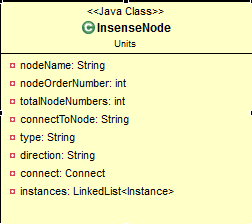 <<Java Class>>
InsenseNode
Units
nodeName: String
nodeOrderNumber: int
totalNodeNumbers: int
connectToNode: String
type: String
direction: String
connect: Connect
instances: LinkedList<Instance>